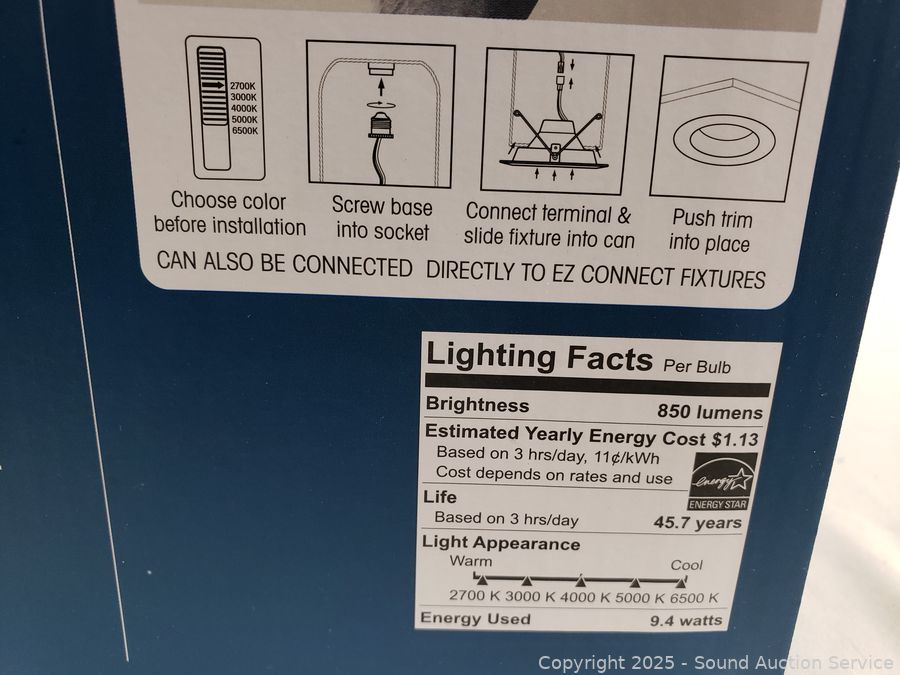 2700K
3000K
4000K
5000K
6500K
Choose color
before installation
Screw base
into socket
Connect terminal &
slide fixture into can
Push trim
into place
CAN ALSO BE CONNECTED DIRECTLY TO EZ CONNECT FIXTURES
Lighting Facts Per Bulb
Brightness 850 lumens
Estimated Yearly Energy Cost $1.13
Based on 3 hrs/day, 11¢/kWh
Cost depends on rates and use
energy
ENERGY STAR
Life
Based on 3 hrs/day 45.7 years
Light Appearance
Warm Cool
2700 K 3000 K 4000 K 5000 K 6500 K
Energy Used 9.4 watts
Copyright 2025 - Sound Auction Service